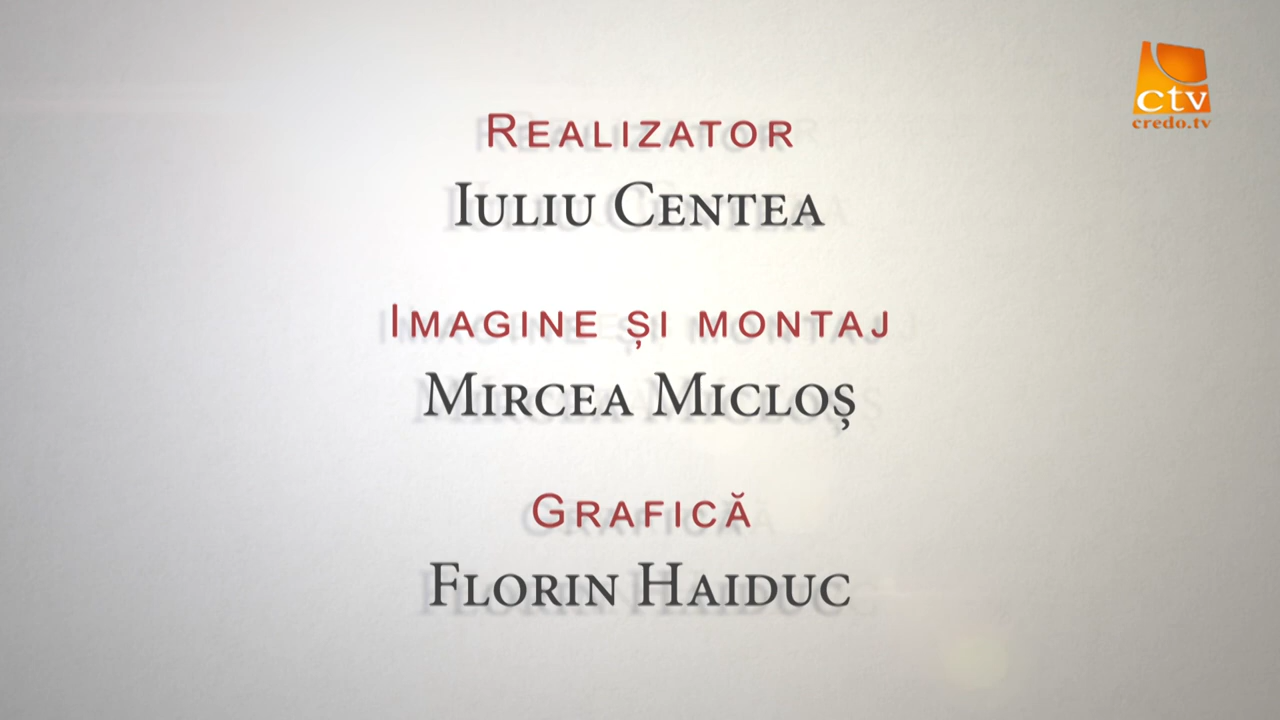 Realizator
Iuliu Centea
Imagine și montaj
Mircea Micloș
Grafică
Florin Haiduc
ctv
credo.tv